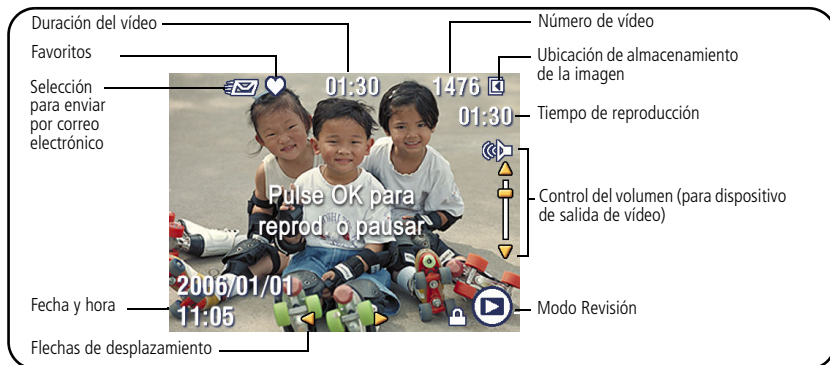 Duración del vídeo
Número de vídeo
Favoritos
Ubicación de almacenamiento
de la imagen
Selección
para enviar
por correo
electrónico
01:30
1476
01:30
Tiempo de reproducción
Control del volumen (para dispositivo
de salida de vídeo)
Pulse OK para
reprod. o pausar
2006/01/01
11:05
Fecha y hora
Modo Revisión
Flechas de desplazamiento